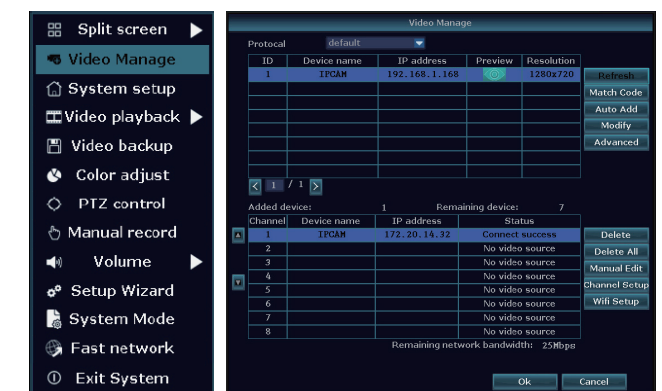 Split screen
Video Manage
System setup
Video playback
Video backup
Color adjust
PTZ control
Manual record
Volume
Setup Wizard
System Mode
Fast network
Exit System
Video Manage
Protocal default
ID Device name IP address Preview Resolution
1 IPCAM 192.168.1.168 1280x720
Refresh
Match Code
Auto Add
Modify
Advanced
< 1 / 1 >
Added device: 1 Remaining device: 7
Channel Device name IP address Status
1 IPCAM 172.20.14.32 Connect success
2 No video source
3 No video source
4 No video source
5 No video source
6 No video source
7 No video source
8 No video source
Delete
Delete All
Manual Edit
Channel Setup
Wifi Setup
Remaining network bandwidth: 25Mbps
Ok Cancel